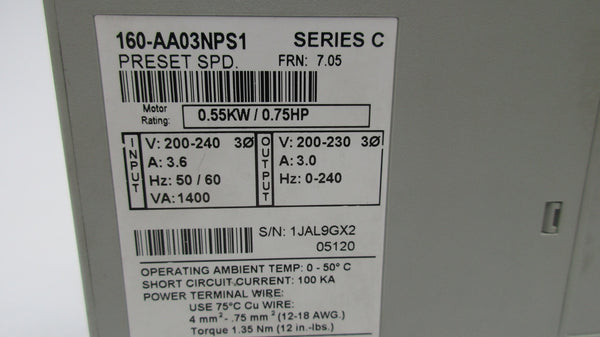 160-AA03NPS1 SERIES C
PRESET SPD. FRN: 7.05
Motor Rating: 0.55KW / 0.75HP
INPUT
V: 200-240 3Ø
A: 3.6
Hz: 50 / 60
VA: 1400
OUTPUT
V: 200-230 3Ø
A: 3.0
Hz: 0-240
S/N: 1JAL9GX2
05120
OPERATING AMBIENT TEMP: 0 - 50° C
SHORT CIRCUIT CURRENT: 100 KA
POWER TERMINAL WIRE:
USE 75°C Cu WIRE:
4 mm² - .75 mm² (12-18 AWG.)
Torque 1.35 Nm (12 in.-lbs.)